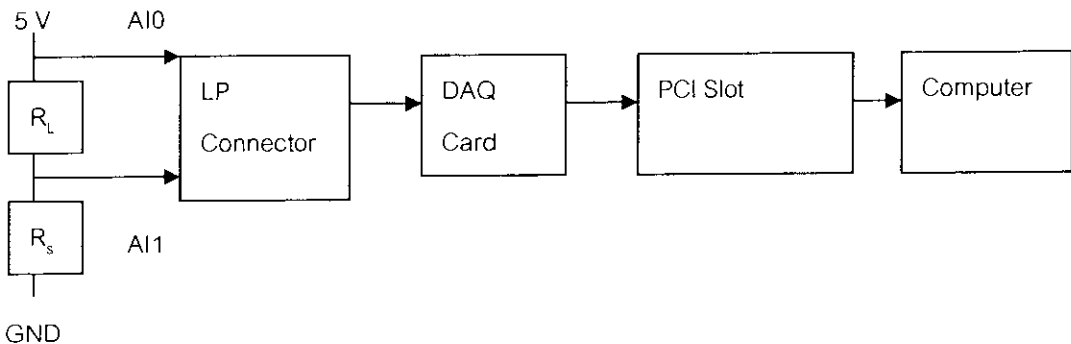 5 V
AI0
R_L
LP
Connector
DAQ
Card
PCI Slot
Computer
R_s
AI1
GND